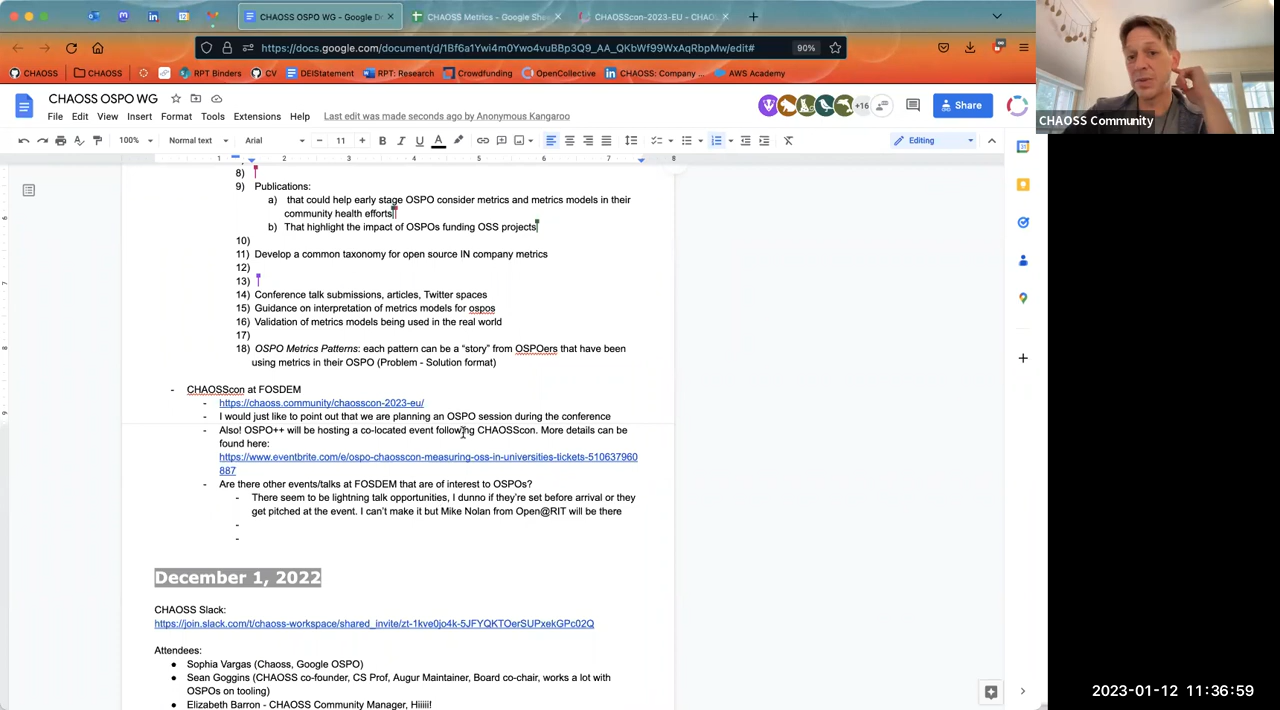 CHAOSS OSPO WG - Google D
CHAOSS Metrics - Google She
CHAOSScon-2023-EU - CHAO
https://docs.google.com/document/d/1Bf6a1Ywi4m0Ywo4vuBBp3Q9_AA_QKbWf99WxAqRbpMw/edit#
90%
CHAOSS
CHAOSS
RPT Binders
CV
DEIStatement
RPT: Research
Crowdfunding
OpenCollective
CHAOSS: Company ...
AWS Academy
CHAOSS OSPO WG
+16
Share
File Edit View Insert Format Tools Extensions Help
Last edit was made seconds ago by Anonymous Kangaroo
100%
Normal text
Arial
11
Editing
1 2 3 4 5 6 7 8
8)
9) Publications:
a) that could help early stage OSPO consider metrics and metrics models in their
community health efforts
b) That highlight the impact of OSPOs funding OSS projects
10)
11) Develop a common taxonomy for open source IN company metrics
12)
13)
14) Conference talk submissions, articles, Twitter spaces
15) Guidance on interpretation of metrics models for ospos
16) Validation of metrics models being used in the real world
17)
18) OSPO Metrics Patterns: each pattern can be a “story” from OSPOers that have been
using metrics in their OSPO (Problem - Solution format)
- CHAOSScon at FOSDEM
- https://chaoss.community/chaosscon-2023-eu/
- I would just like to point out that we are planning an OSPO session during the conference
- Also! OSPO++ will be hosting a co-located event following CHAOSScon. More details can be
found here:
https://www.eventbrite.com/e/ospo-chaosscon-measuring-oss-in-universities-tickets-510637960
887
- Are there other events/talks at FOSDEM that are of interest to OSPOs?
- There seem to be lightning talk opportunities, I dunno if they’re set before arrival or they
get pitched at the event. I can’t make it but Mike Nolan from Open@RIT will be there
-
-
December 1, 2022
CHAOSS Slack:
https://join.slack.com/t/chaoss-workspace/shared_invite/zt-1kve0jo4k-5JFYQKTOerSUPxekGPc02Q
Attendees:
● Sophia Vargas (Chaoss, Google OSPO)
● Sean Goggins (CHAOSS co-founder, CS Prof, Augur Maintainer, Board co-chair, works a lot with
OSPOs on tooling)
● Elizabeth Barron - CHAOSS Community Manager, Hiiiii!
CHAOSS Community
2023-01-12 11:36:59